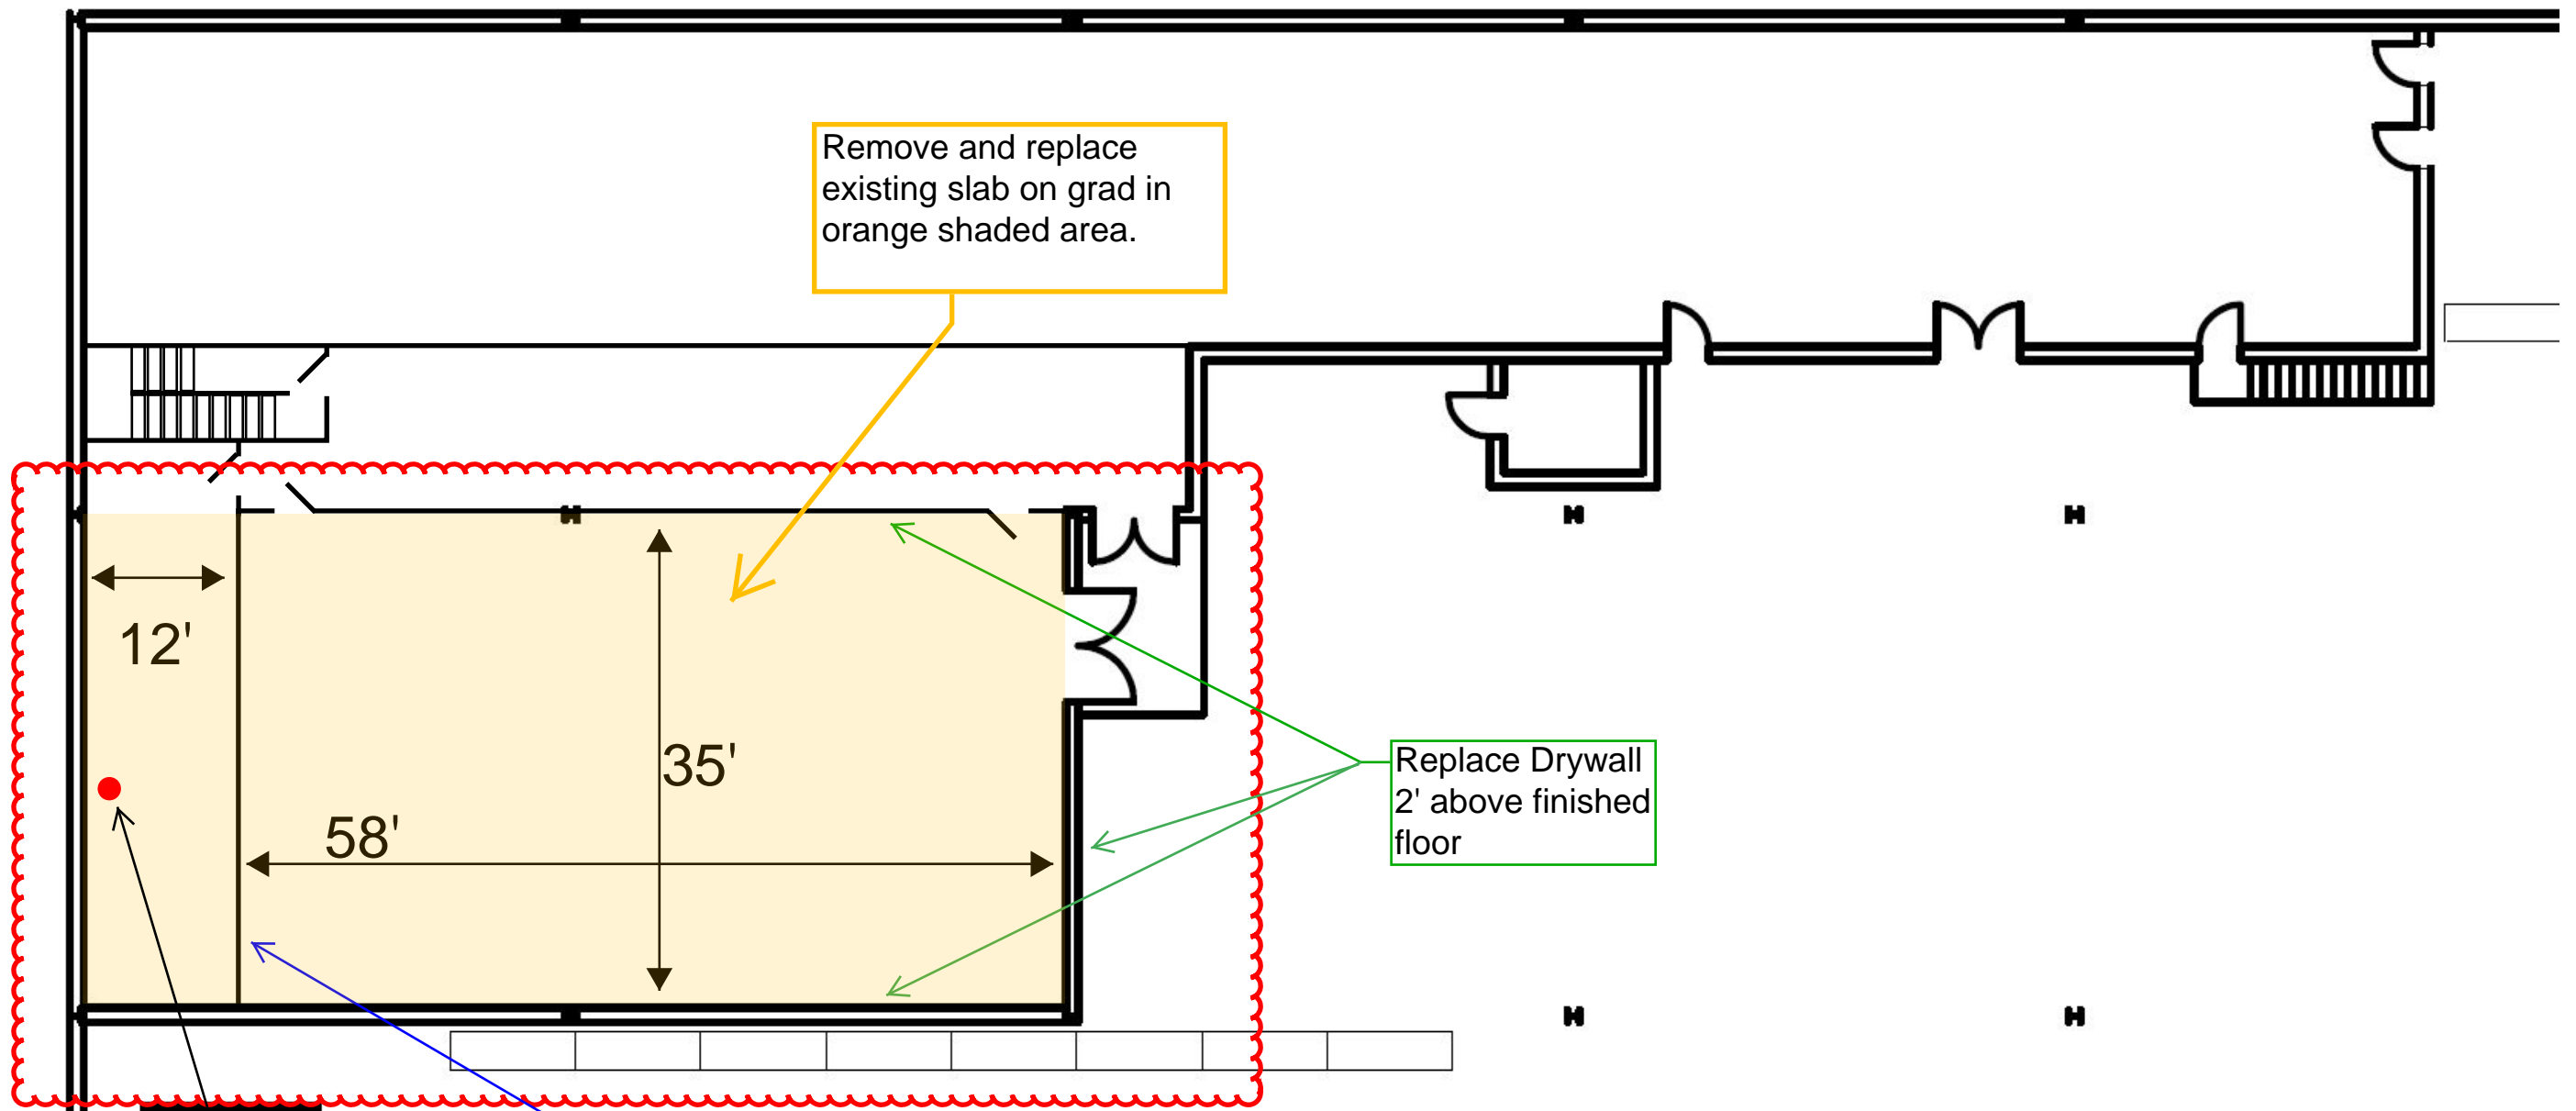 Remove and replace
existing slab on grad in
orange shaded area.
12'
35'
58'
Replace Drywall
2' above finished
floor